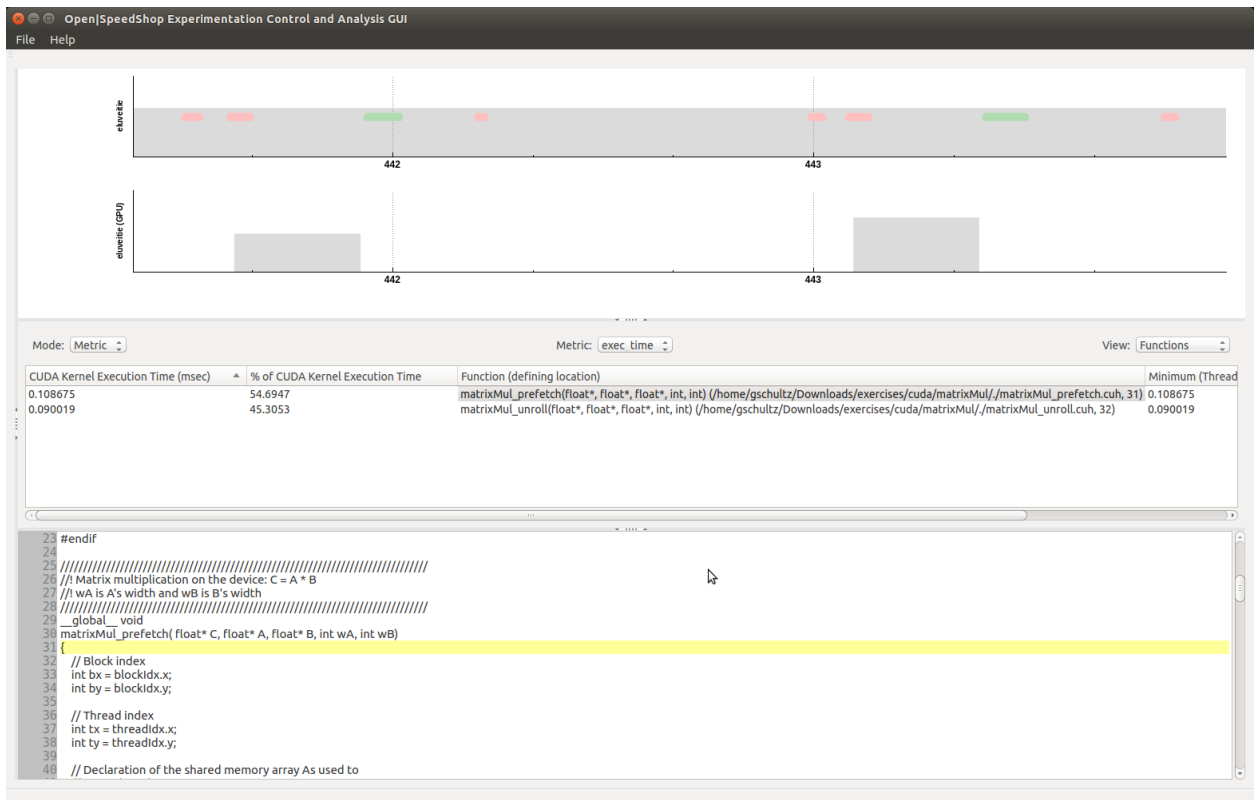 Open|SpeedShop Experimentation Control and Analysis GUI
File Help
eluveitie
442 443
eluveitie (GPU)
442 443
Mode: Metric Metric: exec_time View: Functions
CUDA Kernel Execution Time (msec) % of CUDA Kernel Execution Time Function (defining location) Minimum (Thread
0.108675 54.6947 matrixMul_prefetch(float*, float*, float*, int, int) (/home/gschultz/Downloads/exercises/cuda/matrixMul/./matrixMul_prefetch.cuh, 31) 0.108675
0.090019 45.3053 matrixMul_unroll(float*, float*, float*, int, int) (/home/gschultz/Downloads/exercises/cuda/matrixMul/./matrixMul_unroll.cuh, 32) 0.090019
23 #endif
24
25 ////////////////////////////////////////////////////////////////////////////////
26 //! Matrix multiplication on the device: C = A * B
27 //! wA is A's width and wB is B's width
28 ////////////////////////////////////////////////////////////////////////////////
29 __global__ void
30 matrixMul_prefetch( float* C, float* A, float* B, int wA, int wB)
31 {
32 // Block index
33 int bx = blockIdx.x;
34 int by = blockIdx.y;
35
36 // Thread index
37 int tx = threadIdx.x;
38 int ty = threadIdx.y;
39
40 // Declaration of the shared memory array As used to